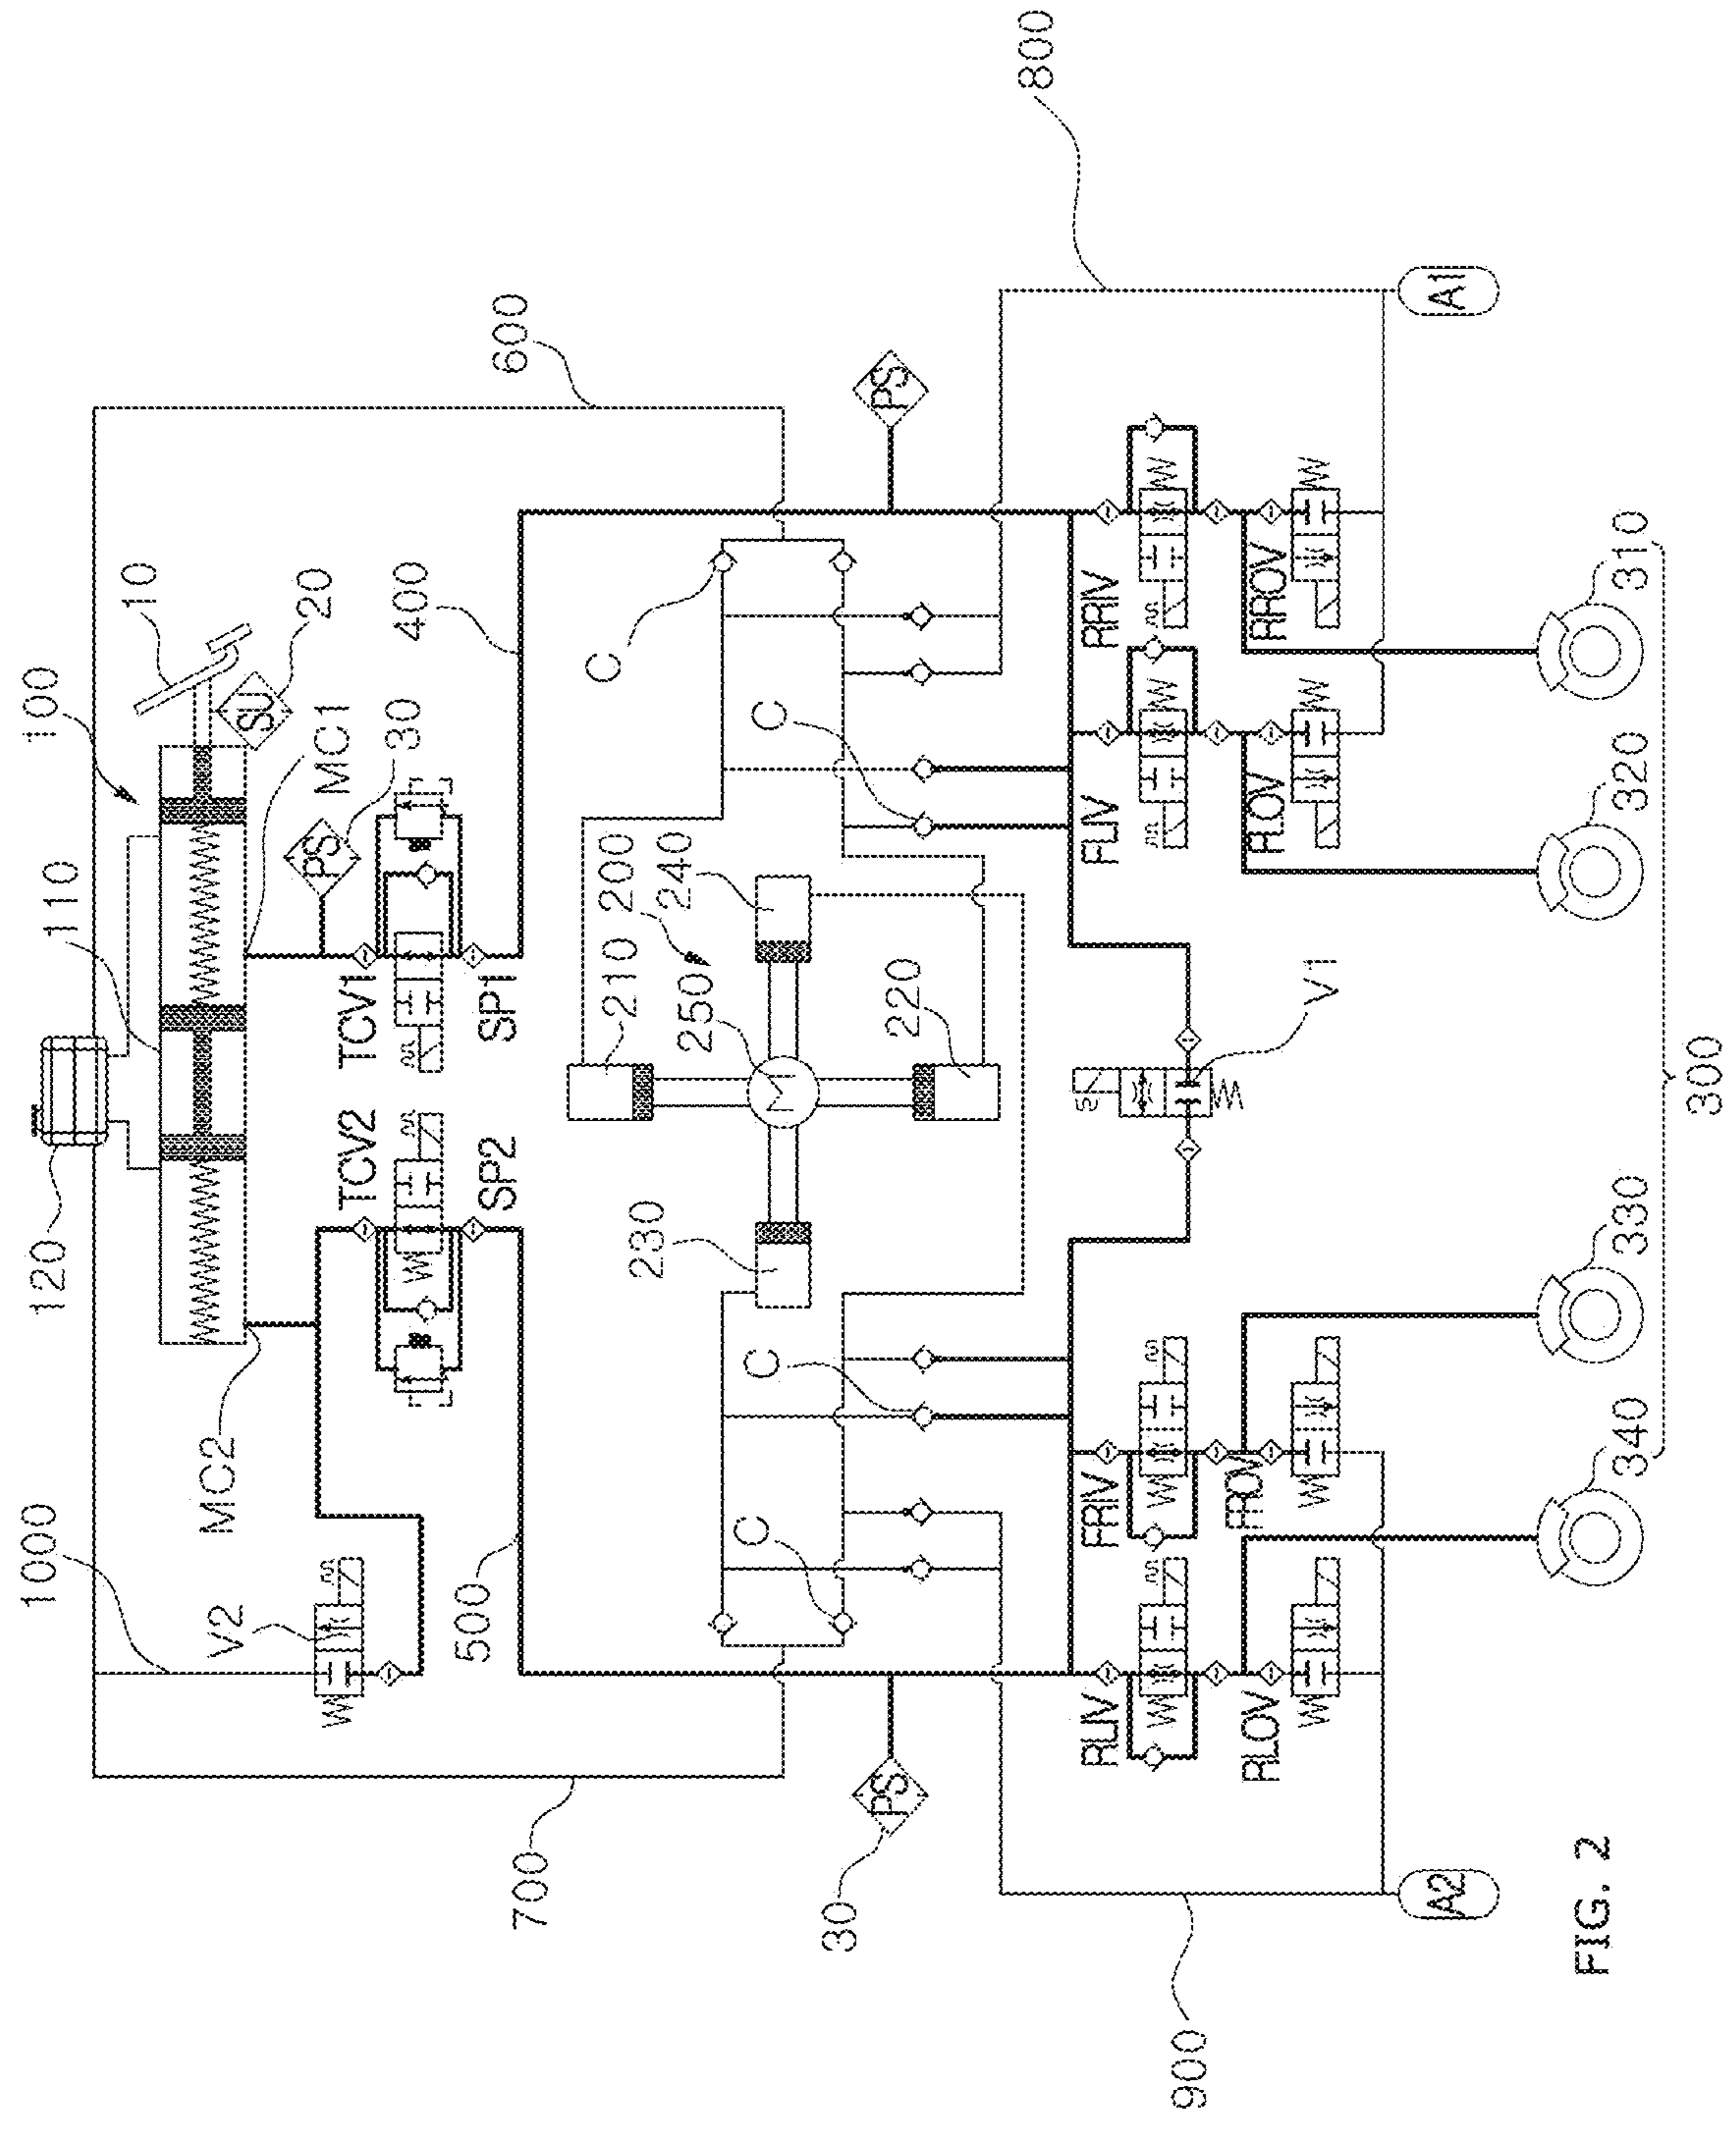 800
600
10
20
SU
100
110
120
MC1
PS
30
400
TCV1
SP1
TCV2
SP2
MC2
1000
V2
500
700
C
C
200
210
240
250
M
220
230
C
C
PS
PS
30
RRIV
RROV
FLIV
FLOV
V1
FRIV
FROV
RLIV
RLOV
310
320
330
340
300
A1
A2
900
FIG. 2